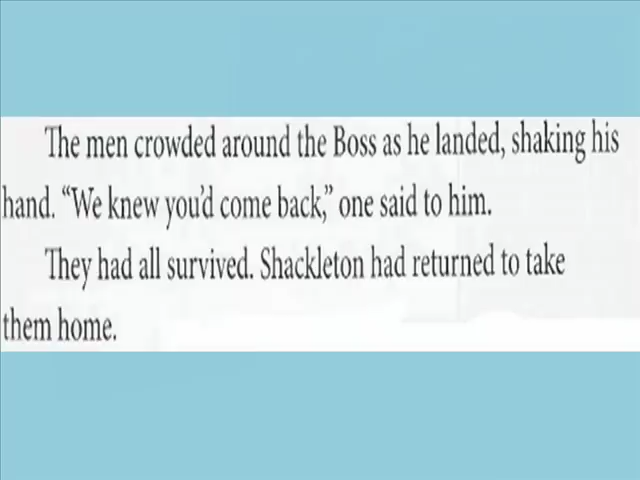 The men crowded around the Boss as he landed, shaking his
hand. “We knew you’d come back,” one said to him.
They had all survived. Shackleton had returned to take
them home.